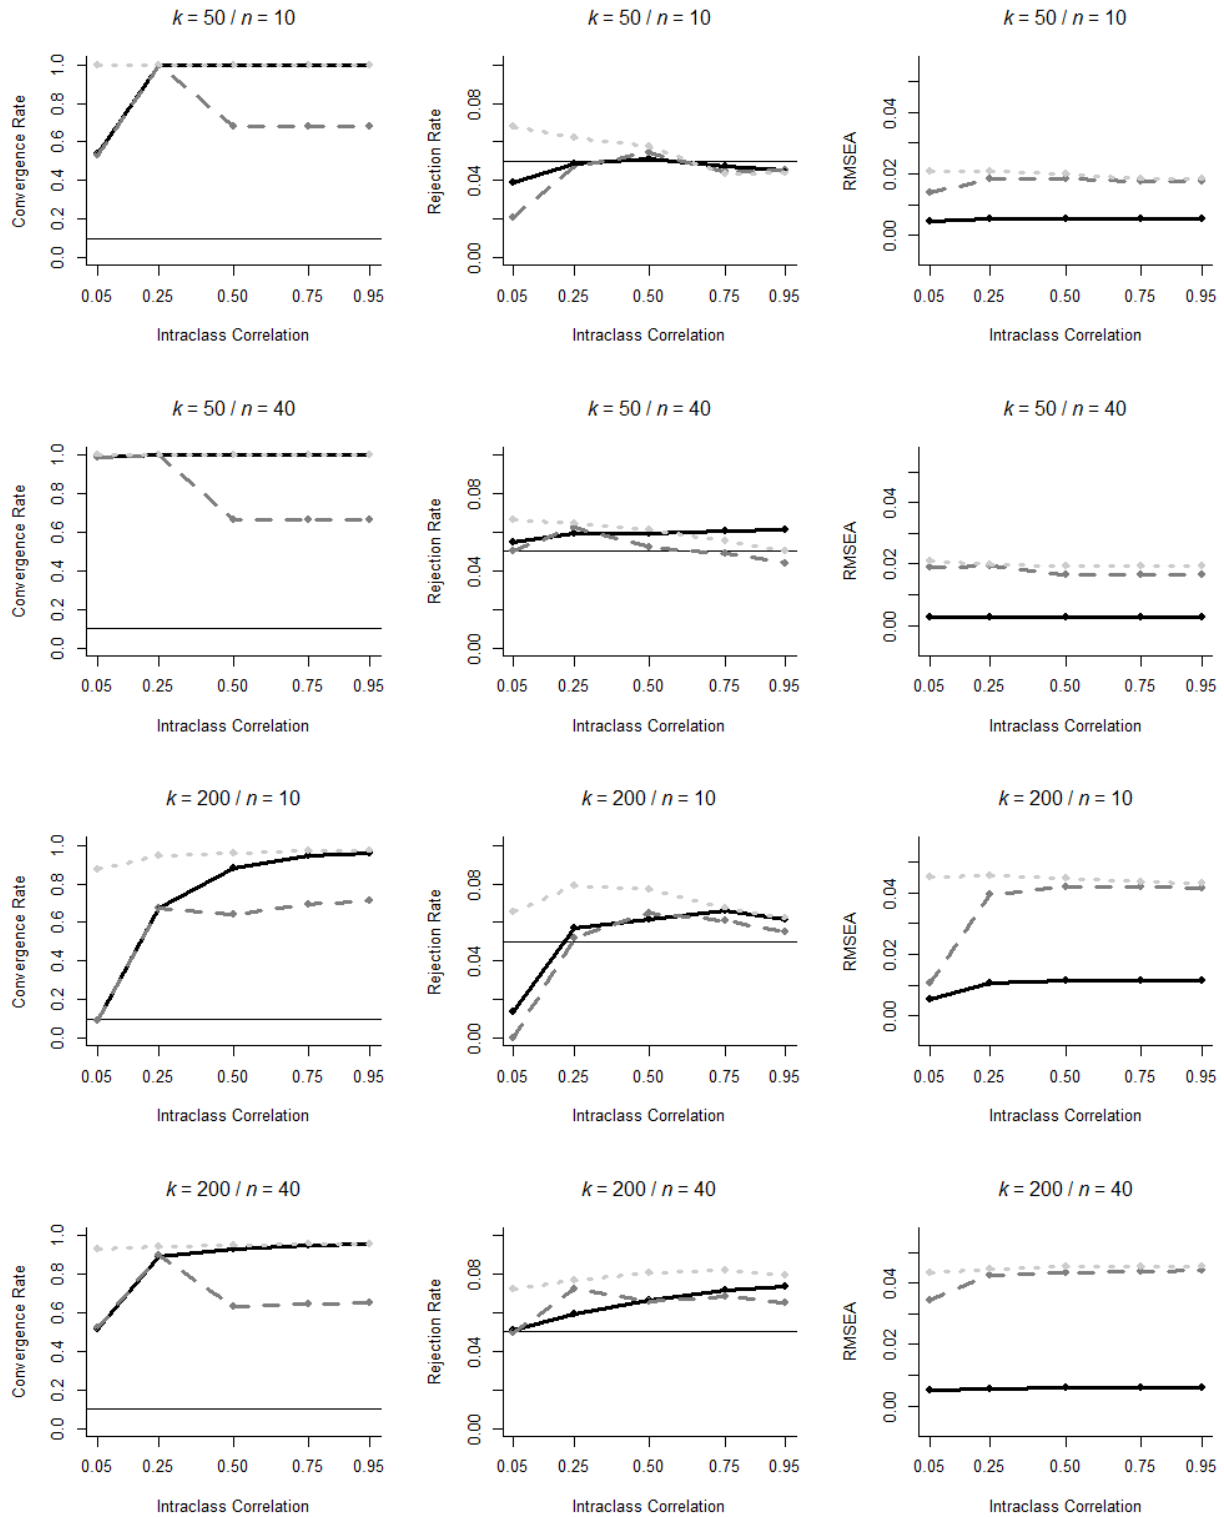 k = 50 / n = 10
k = 50 / n = 10
k = 50 / n = 10
Convergence Rate
0.0 0.2 0.4 0.6 0.8 1.0
0.05 0.25 0.50 0.75 0.95
Intraclass Correlation
Rejection Rate
0.00 0.04 0.08
0.05 0.25 0.50 0.75 0.95
Intraclass Correlation
RMSEA
0.00 0.02 0.04
0.05 0.25 0.50 0.75 0.95
Intraclass Correlation
k = 50 / n = 40
k = 50 / n = 40
k = 50 / n = 40
Convergence Rate
0.0 0.2 0.4 0.6 0.8 1.0
0.05 0.25 0.50 0.75 0.95
Intraclass Correlation
Rejection Rate
0.00 0.04 0.08
0.05 0.25 0.50 0.75 0.95
Intraclass Correlation
RMSEA
0.00 0.02 0.04
0.05 0.25 0.50 0.75 0.95
Intraclass Correlation
k = 200 / n = 10
k = 200 / n = 10
k = 200 / n = 10
Convergence Rate
0.0 0.2 0.4 0.6 0.8 1.0
0.05 0.25 0.50 0.75 0.95
Intraclass Correlation
Rejection Rate
0.00 0.04 0.08
0.05 0.25 0.50 0.75 0.95
Intraclass Correlation
RMSEA
0.00 0.02 0.04
0.05 0.25 0.50 0.75 0.95
Intraclass Correlation
k = 200 / n = 40
k = 200 / n = 40
k = 200 / n = 40
Convergence Rate
0.0 0.2 0.4 0.6 0.8 1.0
0.05 0.25 0.50 0.75 0.95
Intraclass Correlation
Rejection Rate
0.00 0.04 0.08
0.05 0.25 0.50 0.75 0.95
Intraclass Correlation
RMSEA
0.00 0.02 0.04
0.05 0.25 0.50 0.75 0.95
Intraclass Correlation